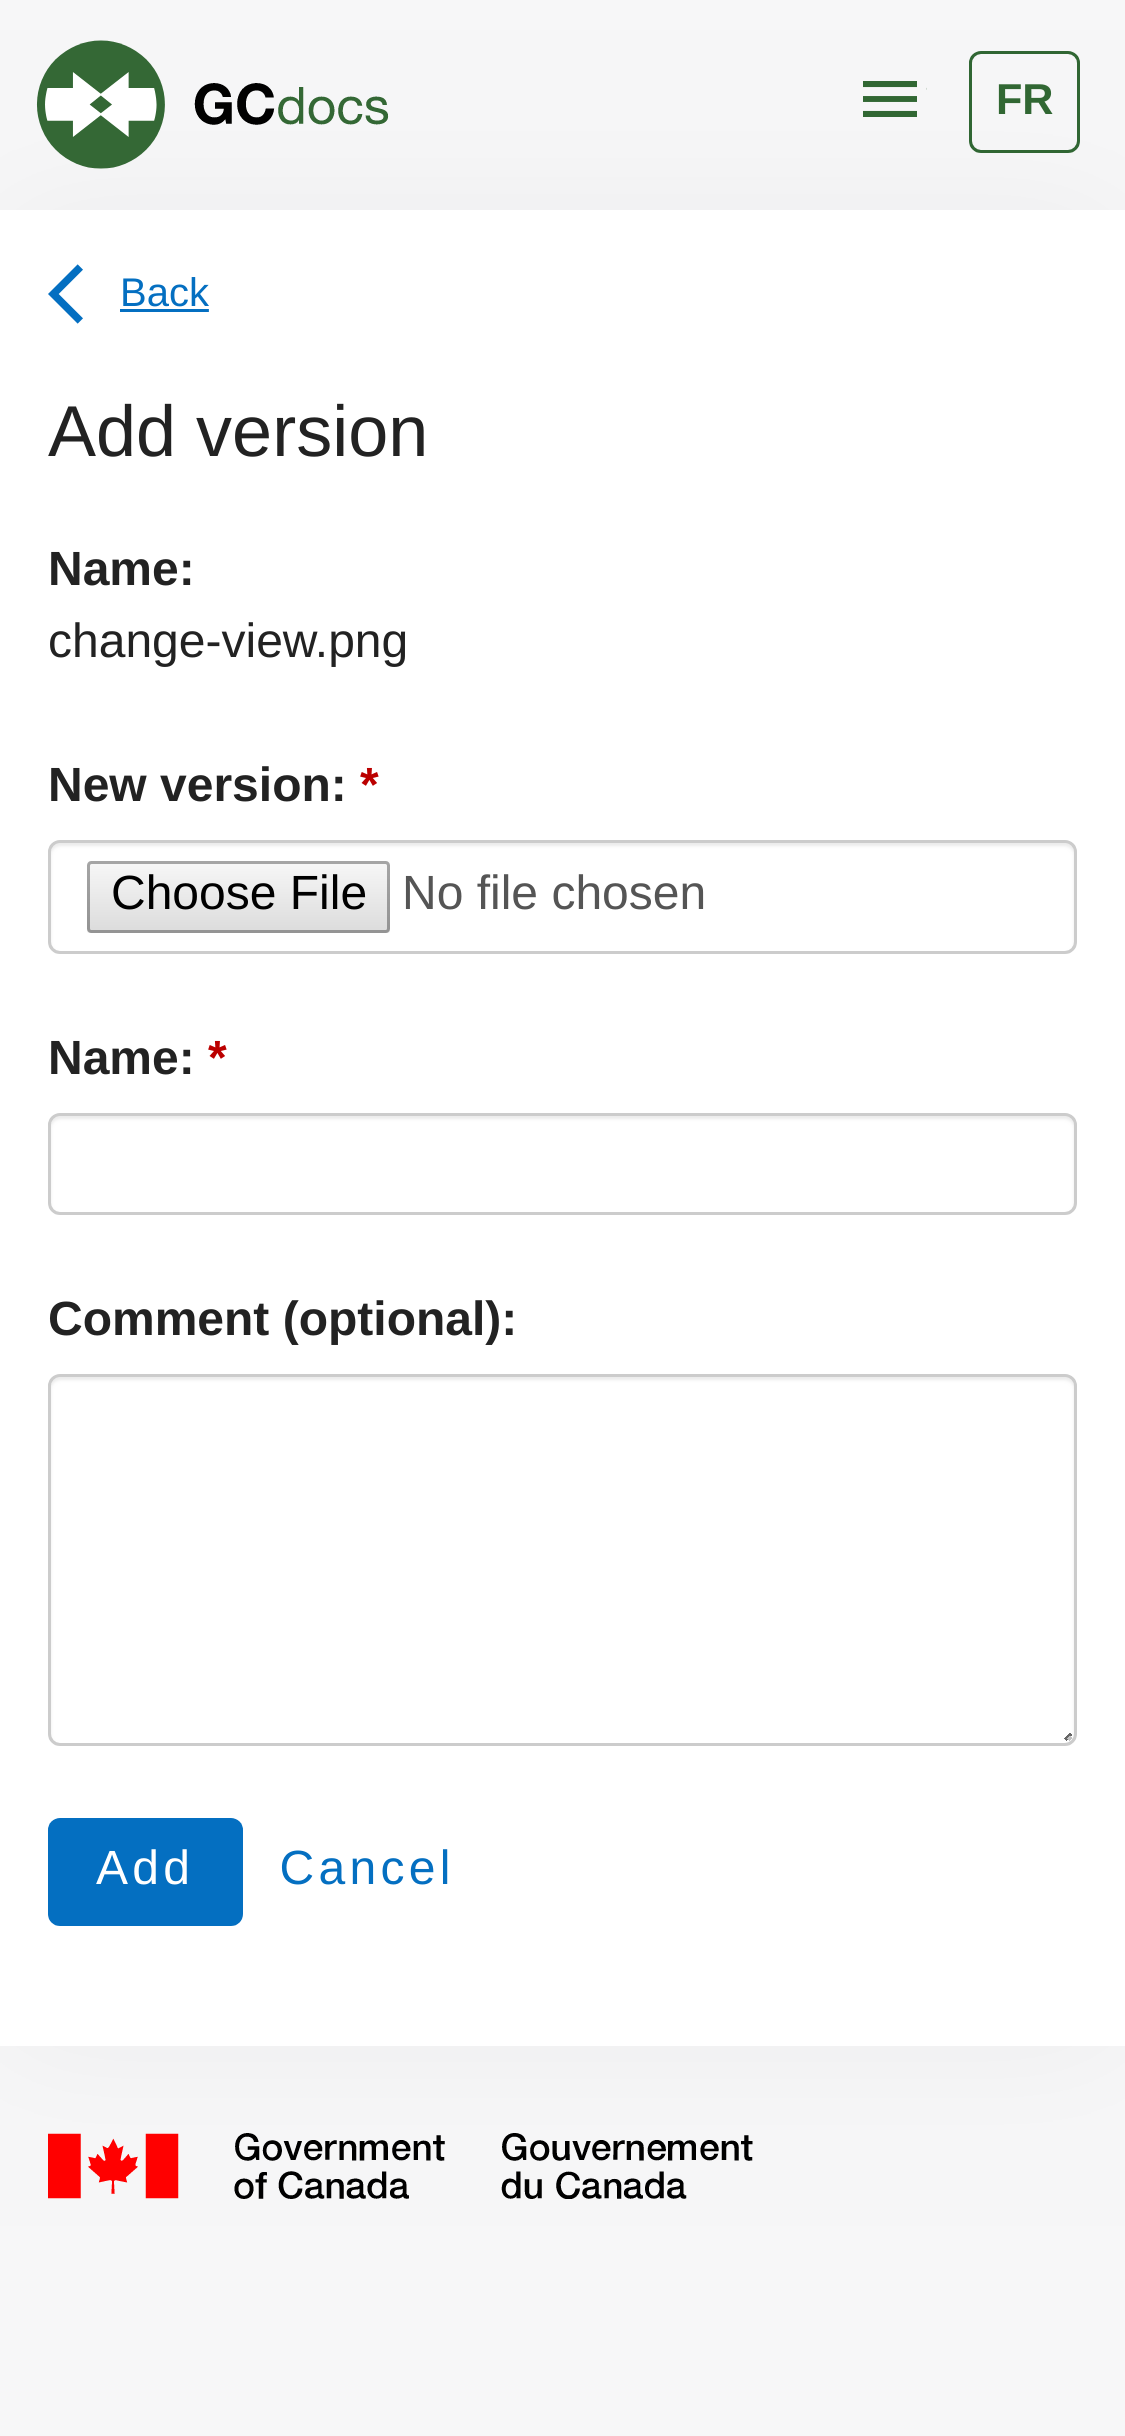 GCdocs
FR
Back
Add version
Name:
change-view.png
New version: *
Choose File No file chosen
Name: *
Comment (optional):
Add Cancel
Government Gouvernement
of Canada du Canada